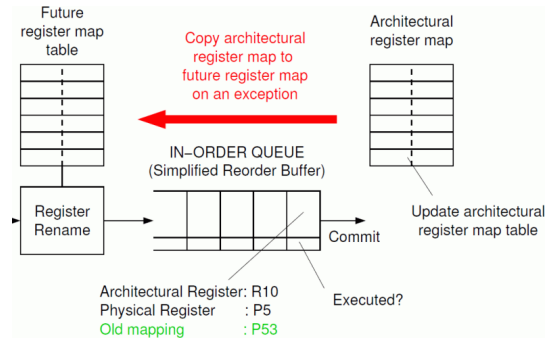 Future
register map
table
Copy architectural
register map to
future register map
on an exception
Architectural
register map
IN−ORDER QUEUE
(Simplified Reorder Buffer)
Register
Rename
Commit
Update architectural
register map table
Architectural Register: R10
Physical Register : P5
Old mapping : P53
Executed?